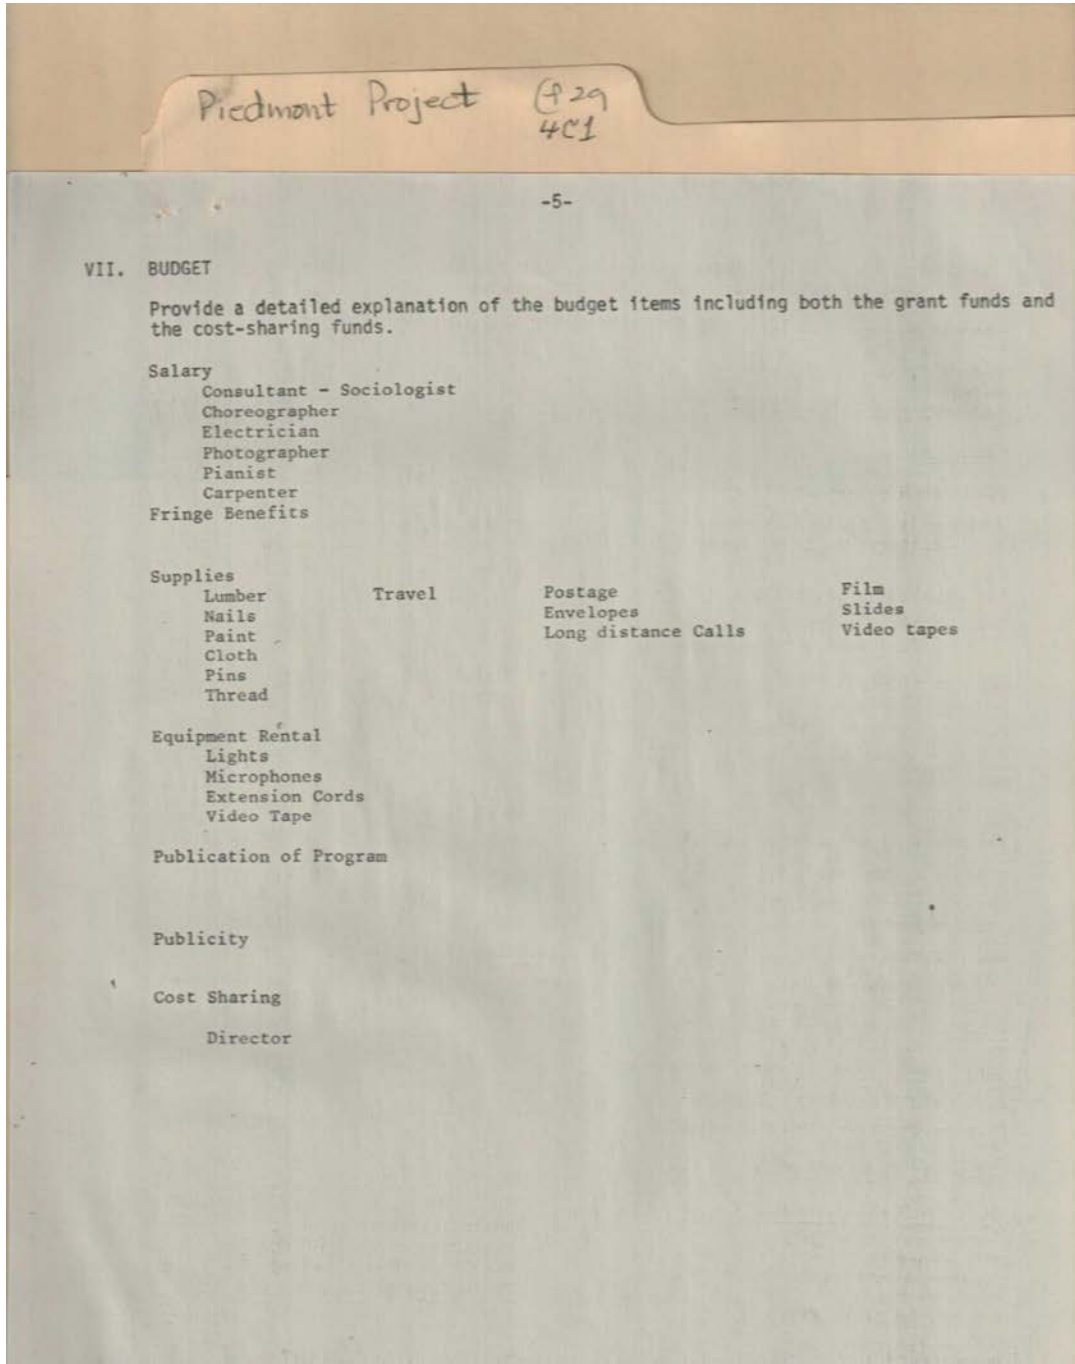 Piedmont Project
4C1
-5-
VII. BUDGET
Provide a detailed explanation of the budget items including both the grant funds and
the cost-sharing funds.
Salary
Consultant - Sociologist
Choreographer
Electrician
Photographer
Pianist
Carpenter
Fringe Benefits
Supplies
Lumber Travel Postage Film
Nails Envelopes Slides
Paint Long distance Calls Video tapes
Cloth
Pins
Thread
Equipment Rental
Lights
Microphones
Extension Cords
Video Tape
Publication of Program
Publicity
Cost Sharing
Director